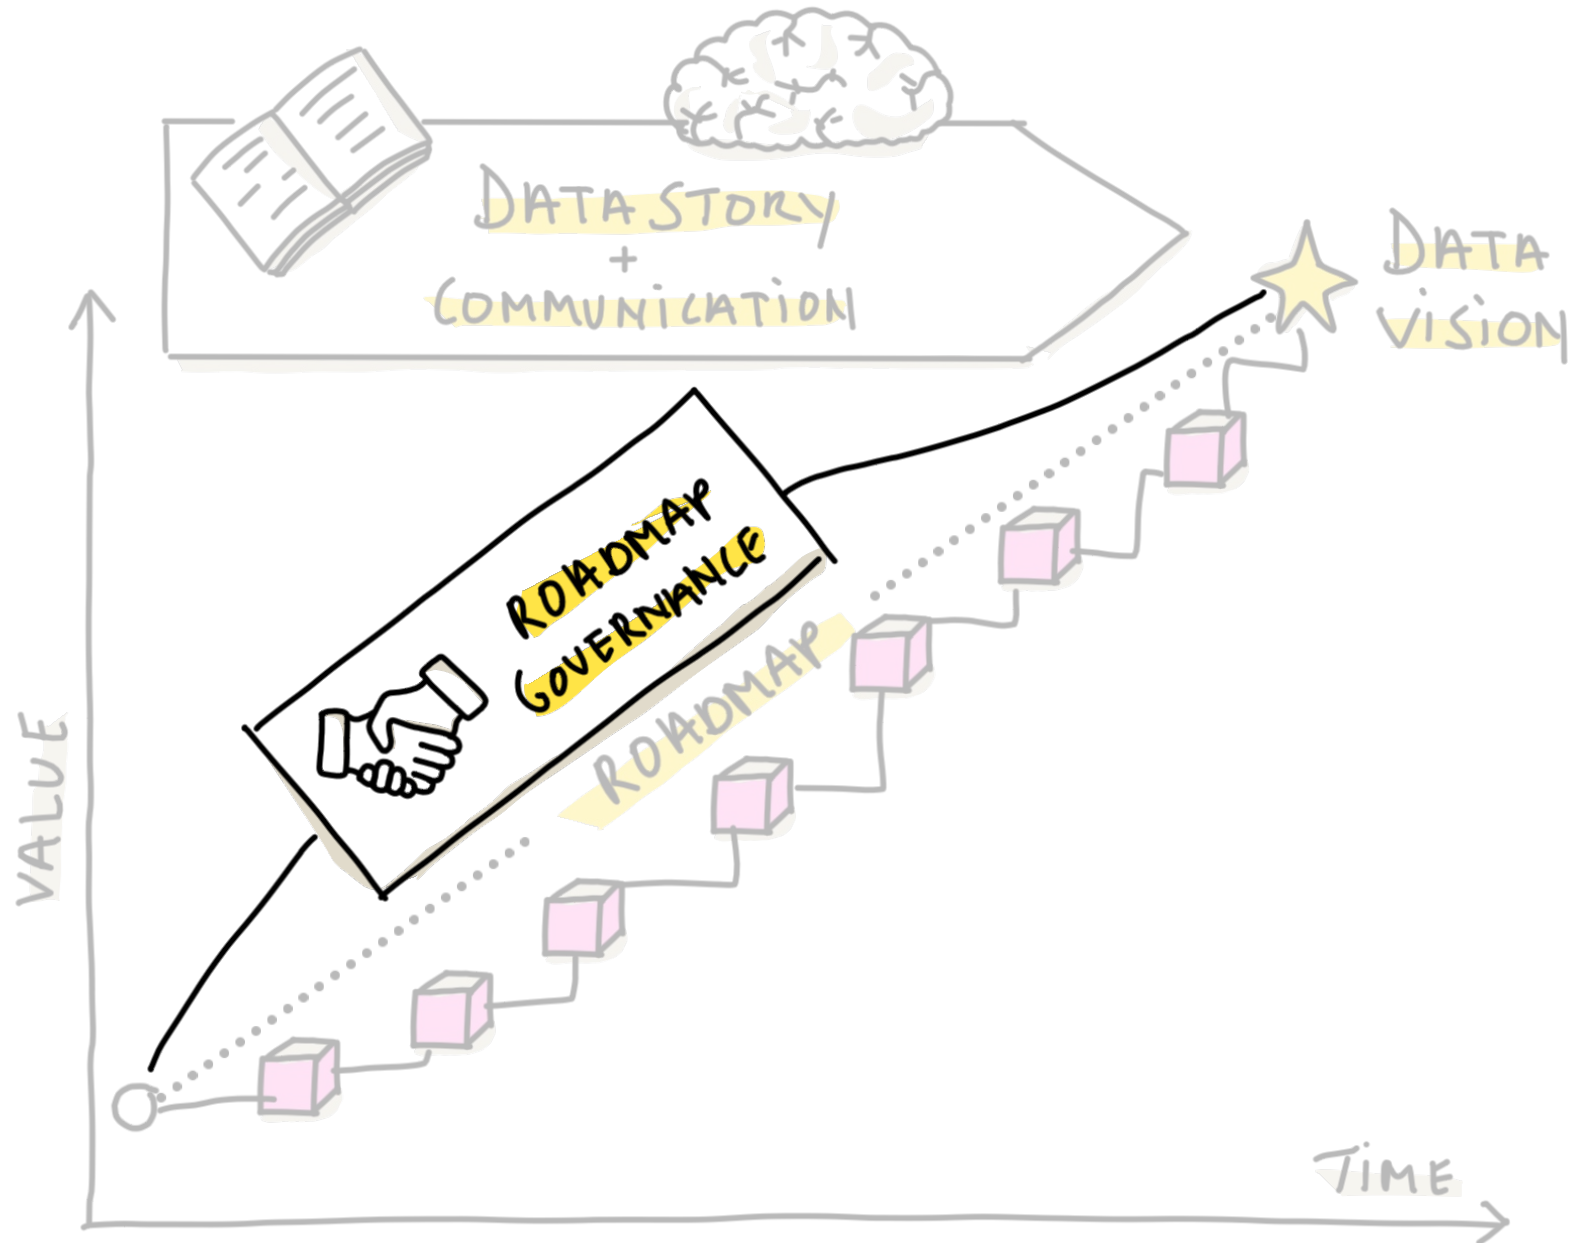 DATA STORY
+
COMMUNICATION
DATA
VISION
ROADMAP
GOVERNANCE
ROADMAP
VALUE
TIME